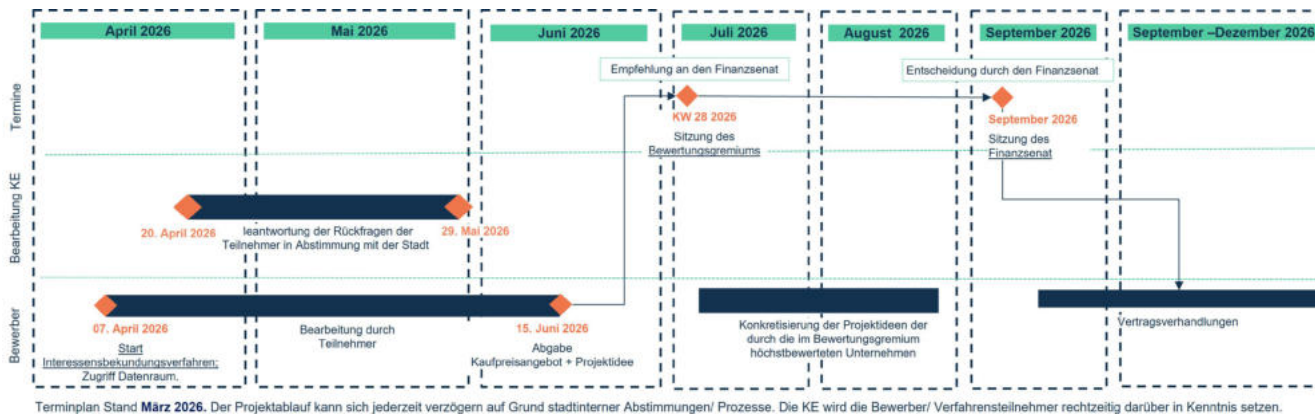 April 2026
Mai 2026
Juni 2026
Juli 2026
August 2026
September 2026
September –Dezember 2026
Termine
Empfehlung an den Finanzsenat
Entscheidung durch den Finanzsenat
KW 28 2026
Sitzung des
Bewertungsgremiums
September 2026
Sitzung des
Finanzsenat
Bearbeitung KE
20. April 2026
29. Mai 2026
leantwortung der Rückfragen der
Teilnehmer in Abstimmung mit der Stadt
Bewerber
07. April 2026
Start
Interessensbekundungsverfahren;
Zugriff Datenraum.
Bearbeitung durch
Teilnehmer
15. Juni 2026
Abgabe
Kaufpreisangebot + Projektidee
Konkretisierung der Projektideen der
durch die im Bewertungsgremium
höchstbewerteten Unternehmen
Vertragsverhandlungen
Terminplan Stand März 2026. Der Projektablauf kann sich jederzeit verzögern auf Grund stadtinterner Abstimmungen/ Prozesse. Die KE wird die Bewerber/ Verfahrensteilnehmer rechtzeitig darüber in Kenntnis setzen.